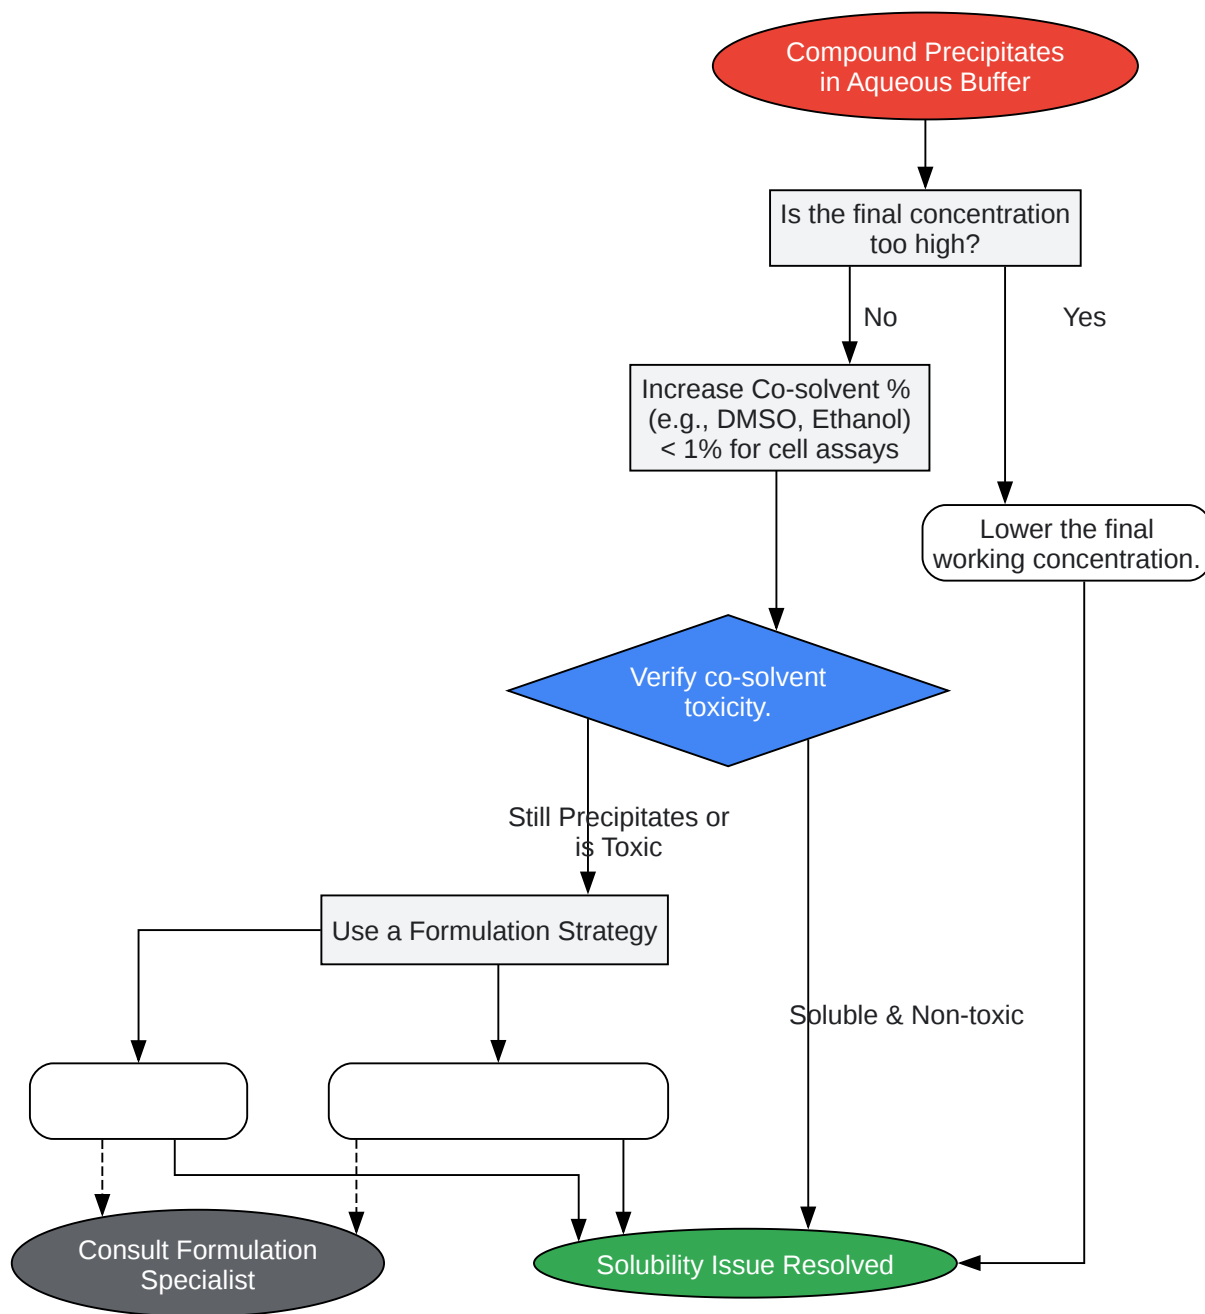 Compound Precipitates
in Aqueous Buffer
Is the final concentration
too high?
No
Yes
Increase Co-solvent %
(e.g., DMSO, Ethanol)
< 1% for cell assays
Lower the final
working concentration.
Verify co-solvent
toxicity.
Still Precipitates or
is Toxic
Use a Formulation Strategy
Soluble & Non-toxic
Consult Formulation
Specialist
Solubility Issue Resolved